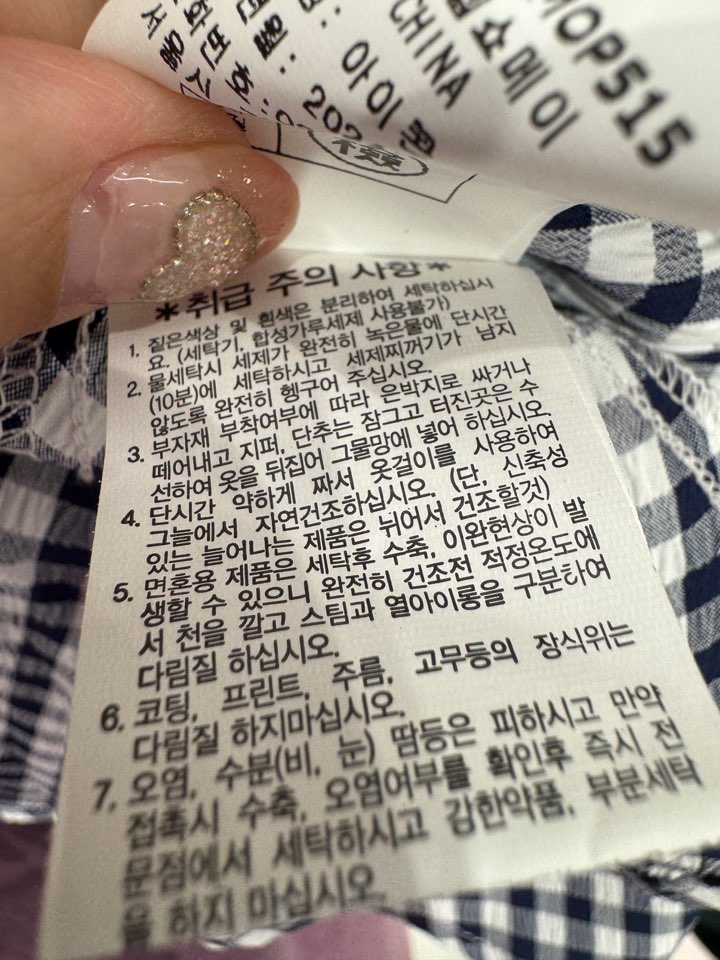 MOP515
쇼메이
CHINA
아이콘
202
*취급 주의 사항*
1. 짙은색상 및 흰색은 분리하여 세탁하십시
요. (세탁기, 합성가루세제 사용불가)
2. 물세탁시 세제가 완전히 녹은물에 단시간
(10분)에 세탁하시고 세제찌꺼기가 남지
않도록 완전히 헹구어 주십시오.
3. 부자재 부착여부에 따라 은박지로 싸거나
떼어내고 지퍼, 단추는 잠그고 터진곳은 수
선하여 옷을 뒤집어 그물망에 넣어 하십시오.
4. 단시간 약하게 짜서 옷걸이를 사용하여
그늘에서 자연건조하십시오. (단, 신축성
있는 늘어나는 제품은 뉘어서 건조할것)
5. 면혼용 제품은 세탁후 수축, 이완현상이 발
생할 수 있으니 완전히 건조전 적정온도에
서 천을 깔고 스팀과 열아이롱을 구분하여
다림질 하십시오.
6. 코팅, 프린트, 주름, 고무등의 장식위는
다림질 하지마십시오.
7. 오염, 수분(비, 눈) 땀등은 피하시고 만약
접촉시 수축, 오염여부를 확인후 즉시 전
문점에서 세탁하시고 강한약품, 부분세탁
을 하지 마십시오.